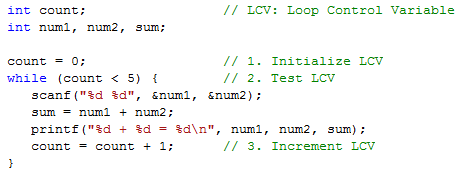 int count;                  // LCV: Loop Control Variable
int num1, num2, sum;

count = 0;                  // 1. Initialize LCV
while (count < 5) {         // 2. Test LCV
   scanf("%d %d", &num1, &num2);
   sum = num1 + num2;
   printf("%d + %d = %d\n", num1, num2, sum);
   count = count + 1;       // 3. Increment LCV
}